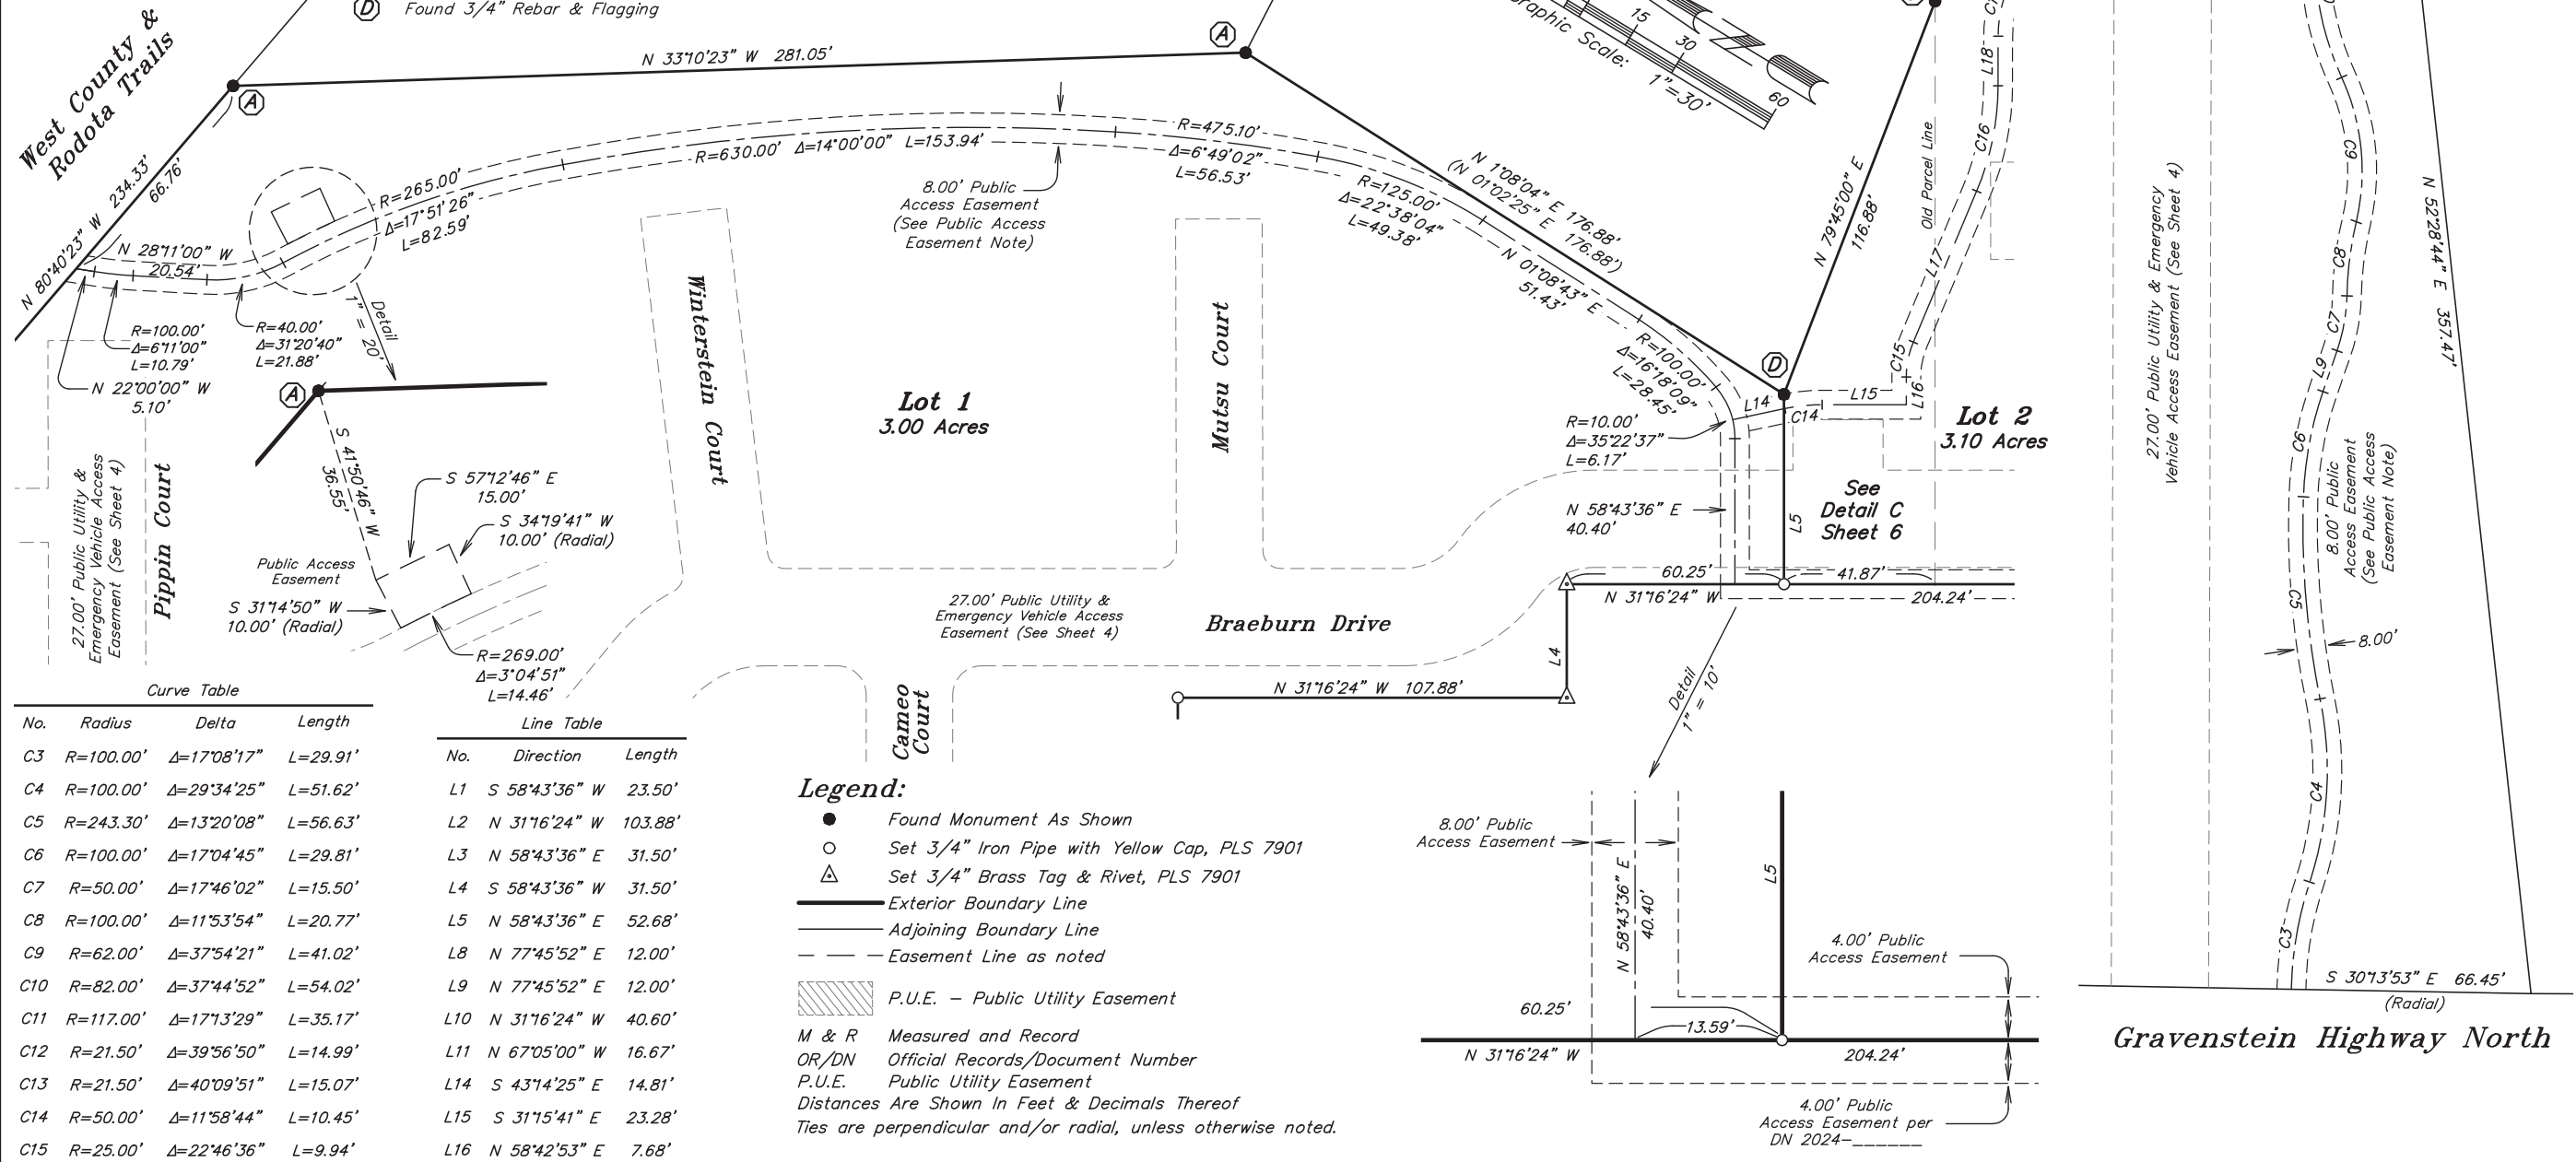 D Found 3/4" Rebar & Flagging
West County &
Rodota Trails
A
A
N 33°10'23" W 281.05'
Graphic Scale:
1"=30'
15
30
60
N 80°40'23" W 234.33'
66.76'
N 28°11'00" W
20.54'
R=265.00'
Δ=17°51'26"
L=82.59'
R=630.00' Δ=14°00'00" L=153.94'
8.00' Public
Access Easement
(See Public Access
Easement Note)
R=475.10'
Δ=6°49'02"
L=56.53'
R=125.00'
Δ=22°38'04"
L=49.38'
N 1°08'04" E 176.88'
(N 01°02'25" E 176.88')
N 01°08'43" E
51.43'
R=100.00'
Δ=16°18'09"
L=28.45'
N 79°45'00" E
116.88'
Old Parcel Line
L18
C16
L17
C15
L16
L15
C14
L14
D
R=100.00'
Δ=6°11'00"
L=10.79'
R=40.00'
Δ=31°20'40"
L=21.88'
N 22°00'00" W
5.10'
Detail
1" = 20'
A
S 41°50'46" W
36.55'
S 57°12'46" E
15.00'
S 34°19'41" W
10.00' (Radial)
Public Access
Easement
S 31°14'50" W
10.00' (Radial)
R=269.00'
Δ=3°04'51"
L=14.46'
27.00' Public Utility &
Emergency Vehicle Access
Easement (See Sheet 4)
Pippin Court
Winterstein Court
Lot 1
3.00 Acres
Mutsu Court
R=10.00'
Δ=35°22'37"
L=6.17'
N 58°43'36" E
40.40'
Lot 2
3.10 Acres
See
Detail C
Sheet 6
L5
60.25'
41.87'
N 31°16'24" W
204.24'
27.00' Public Utility &
Emergency Vehicle Access
Easement (See Sheet 4)
Braeburn Drive
L4
N 31°16'24" W 107.88'
Cameo
Court
Detail
1" = 10'
27.00' Public Utility & Emergency
Vehicle Access Easement (See Sheet 4)
C9
C8
C7
L9
C6
C5
C4
C3
8.00' Public
Access Easement
(See Public Access
Easement Note)
8.00'
N 52°28'44" E 357.47'
S 30°13'53" E 66.45'
(Radial)
Gravenstein Highway North
Curve Table
No. Radius Delta Length
C3 R=100.00' Δ=17°08'17" L=29.91'
C4 R=100.00' Δ=29°34'25" L=51.62'
C5 R=243.30' Δ=13°20'08" L=56.63'
C6 R=100.00' Δ=17°04'45" L=29.81'
C7 R=50.00' Δ=17°46'02" L=15.50'
C8 R=100.00' Δ=11°53'54" L=20.77'
C9 R=62.00' Δ=37°54'21" L=41.02'
C10 R=82.00' Δ=37°44'52" L=54.02'
C11 R=117.00' Δ=17°13'29" L=35.17'
C12 R=21.50' Δ=39°56'50" L=14.99'
C13 R=21.50' Δ=40°09'51" L=15.07'
C14 R=50.00' Δ=11°58'44" L=10.45'
C15 R=25.00' Δ=22°46'36" L=9.94'
Line Table
No. Direction Length
L1 S 58°43'36" W 23.50'
L2 N 31°16'24" W 103.88'
L3 N 58°43'36" E 31.50'
L4 S 58°43'36" W 31.50'
L5 N 58°43'36" E 52.68'
L8 N 77°45'52" E 12.00'
L9 N 77°45'52" E 12.00'
L10 N 31°16'24" W 40.60'
L11 N 67°05'00" W 16.67'
L14 S 43°14'25" E 14.81'
L15 S 31°15'41" E 23.28'
L16 N 58°42'53" E 7.68'
Legend:
Found Monument As Shown
Set 3/4" Iron Pipe with Yellow Cap, PLS 7901
Set 3/4" Brass Tag & Rivet, PLS 7901
Exterior Boundary Line
Adjoining Boundary Line
Easement Line as noted
P.U.E. - Public Utility Easement
M & R Measured and Record
OR/DN Official Records/Document Number
P.U.E. Public Utility Easement
Distances Are Shown In Feet & Decimals Thereof
Ties are perpendicular and/or radial, unless otherwise noted.
8.00' Public
Access Easement
N 58°43'36" E
40.40'
L5
4.00' Public
Access Easement
60.25'
13.59'
N 31°16'24" W
204.24'
4.00' Public
Access Easement per
DN 2024-______